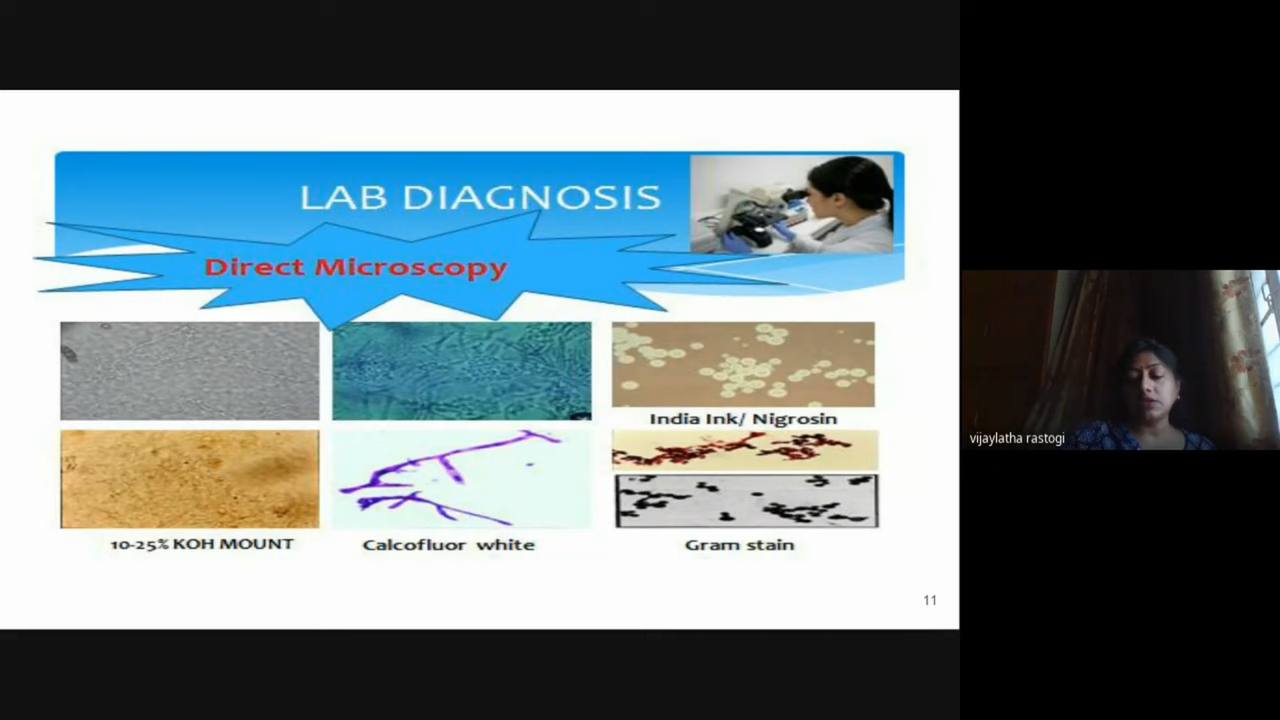 LAB DIAGNOSIS
Direct Microscopy
India Ink/ Nigrosin
10-25% KOH MOUNT
Calcofluor white
Gram stain
11
vijaylatha rastogi